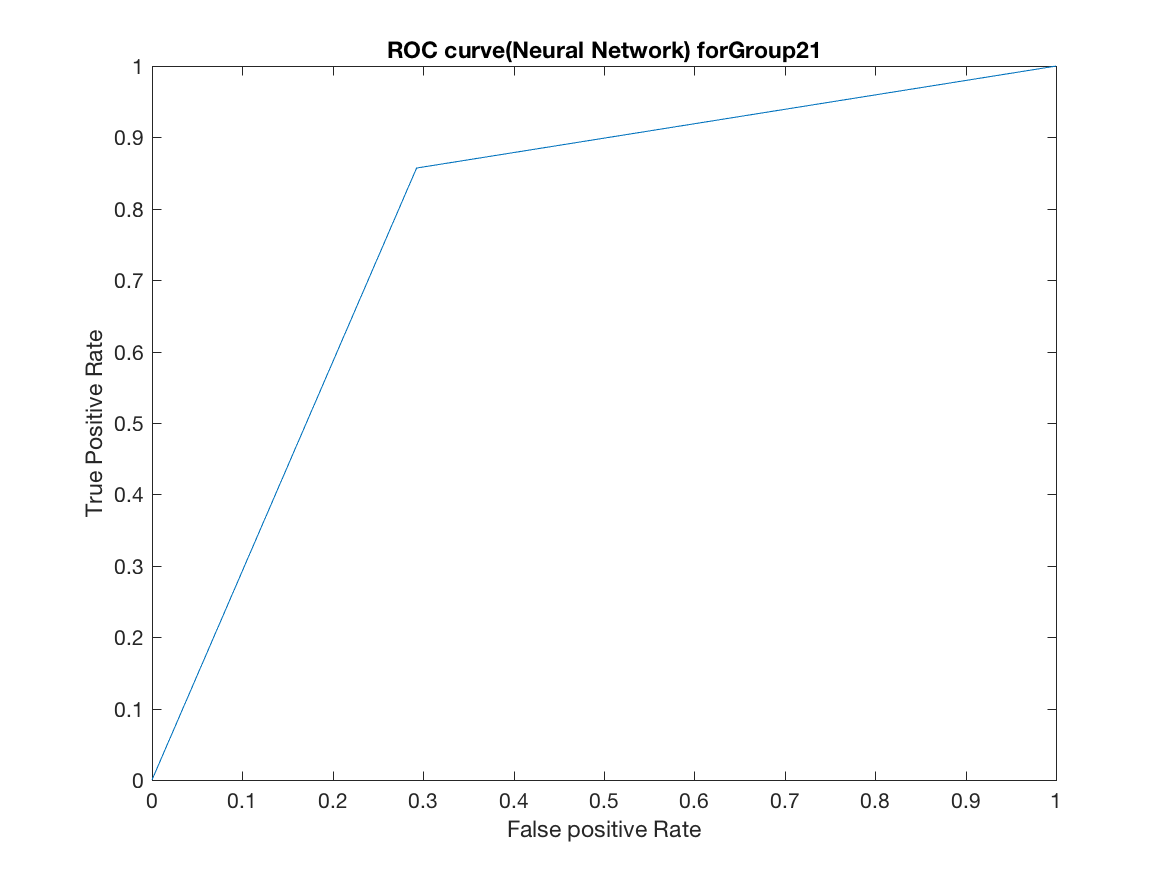 ROC curve(Neural Network) forGroup21
1
0.9
0.8
0.7
0.6
0.5
0.4
0.3
0.2
0.1
0
True Positive Rate
0 0.1 0.2 0.3 0.4 0.5 0.6 0.7 0.8 0.9 1
False positive Rate